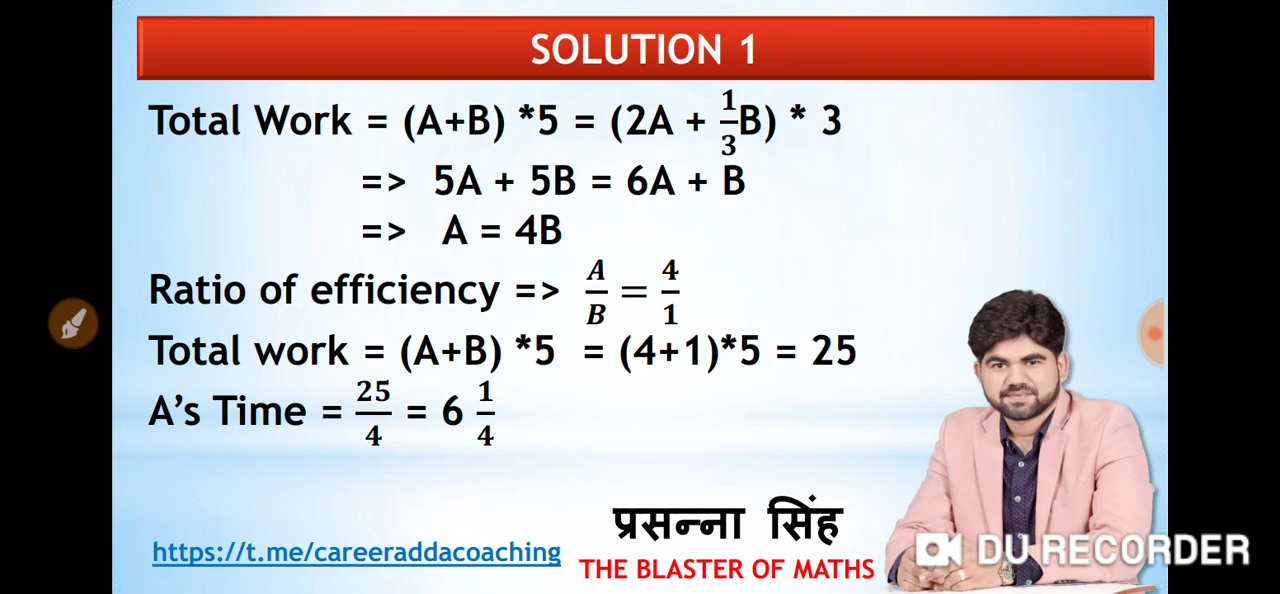 SOLUTION 1
Total Work = (A+B) *5 = (2A + 1/3 B) * 3
=> 5A + 5B = 6A + B
=> A = 4B
Ratio of efficiency => A/B = 4/1
Total work = (A+B) *5 = (4+1)*5 = 25
A's Time = 25/4 = 6 1/4
प्रसन्ना सिंह
https://t.me/careeraddacoaching
THE BLASTER OF MATHS
DU RECORDER